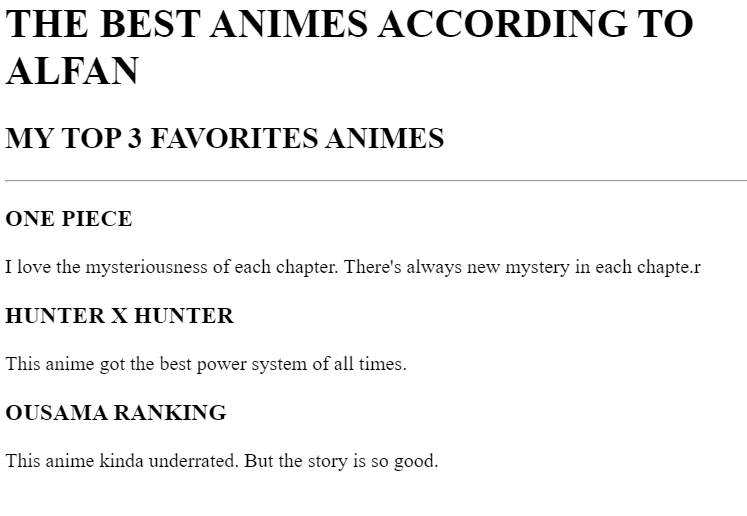 THE BEST ANIMES ACCORDING TO
ALFAN
MY TOP 3 FAVORITES ANIMES
ONE PIECE
I love the mysteriousness of each chapter. There's always new mystery in each chapte.r
HUNTER X HUNTER
This anime got the best power system of all times.
OUSAMA RANKING
This anime kinda underrated. But the story is so good.